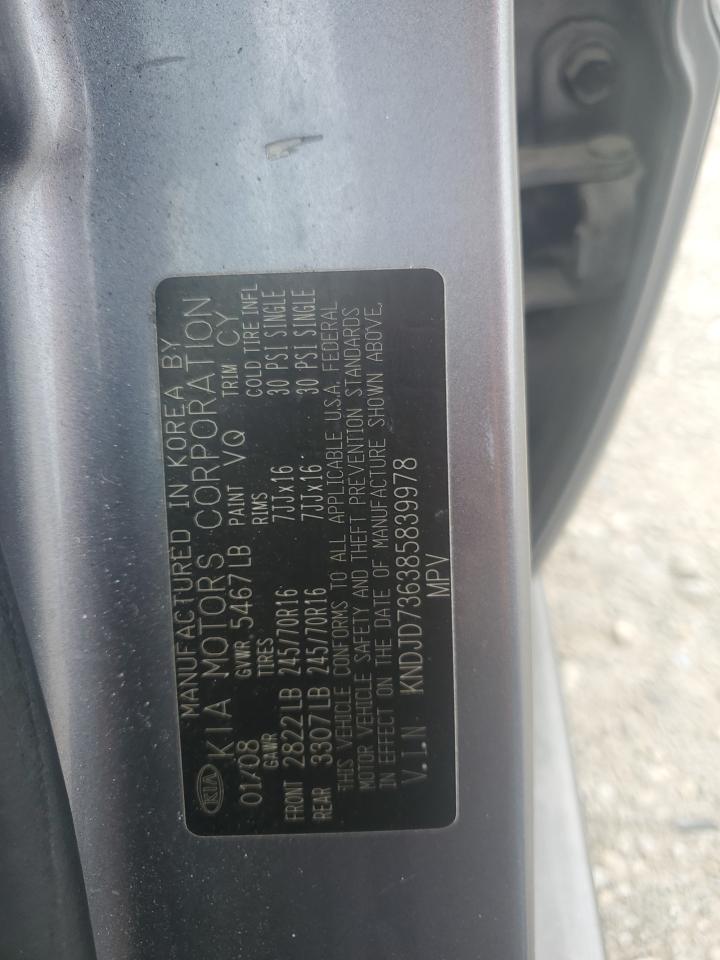 MANUFACTURED IN KOREA BY
KIA KIA MOTORS CORPORATION
01/08 GVWR 5467LB PAINT VQ TRIM CY
GAWR TIRES RIMS COLD TIRE INFL
FRONT 2822LB 245/70R16 7JJx16 30 PSI SINGLE
REAR 3307LB 245/70R16 7JJx16 30 PSI SINGLE
THIS VEHICLE CONFORMS TO ALL APPLICABLE U.S.A. FEDERAL
MOTOR VEHICLE SAFETY AND THEFT PREVENTION STANDARDS
IN EFFECT ON THE DATE OF MANUFACTURE SHOWN ABOVE.
V.I.N KNDJD736385839978
MPV